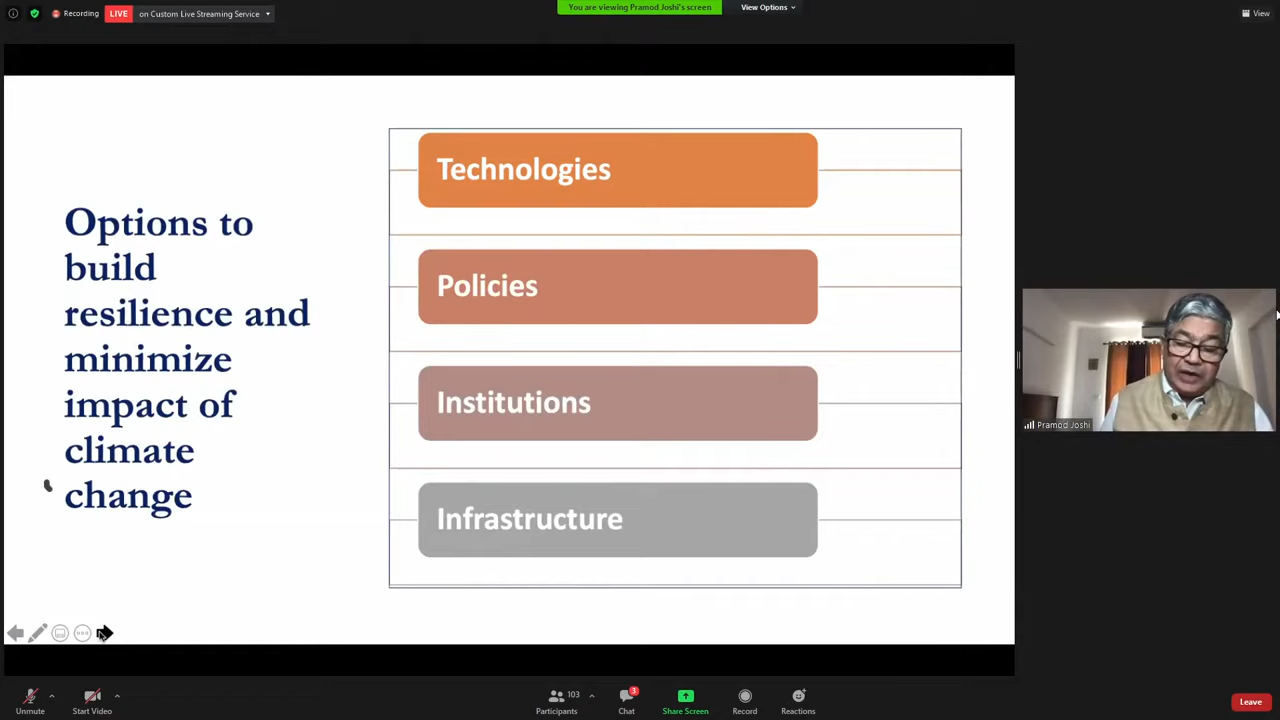 Recording
LIVE
on Custom Live Streaming Service
You are viewing Pramod Joshi's screen
View Options
View
Options to
build
resilience and
minimize
impact of
climate
change
Technologies
Policies
Institutions
Infrastructure
Pramod Joshi
Unmute
Start Video
103
Participants
3
Chat
Share Screen
Record
Reactions
Leave